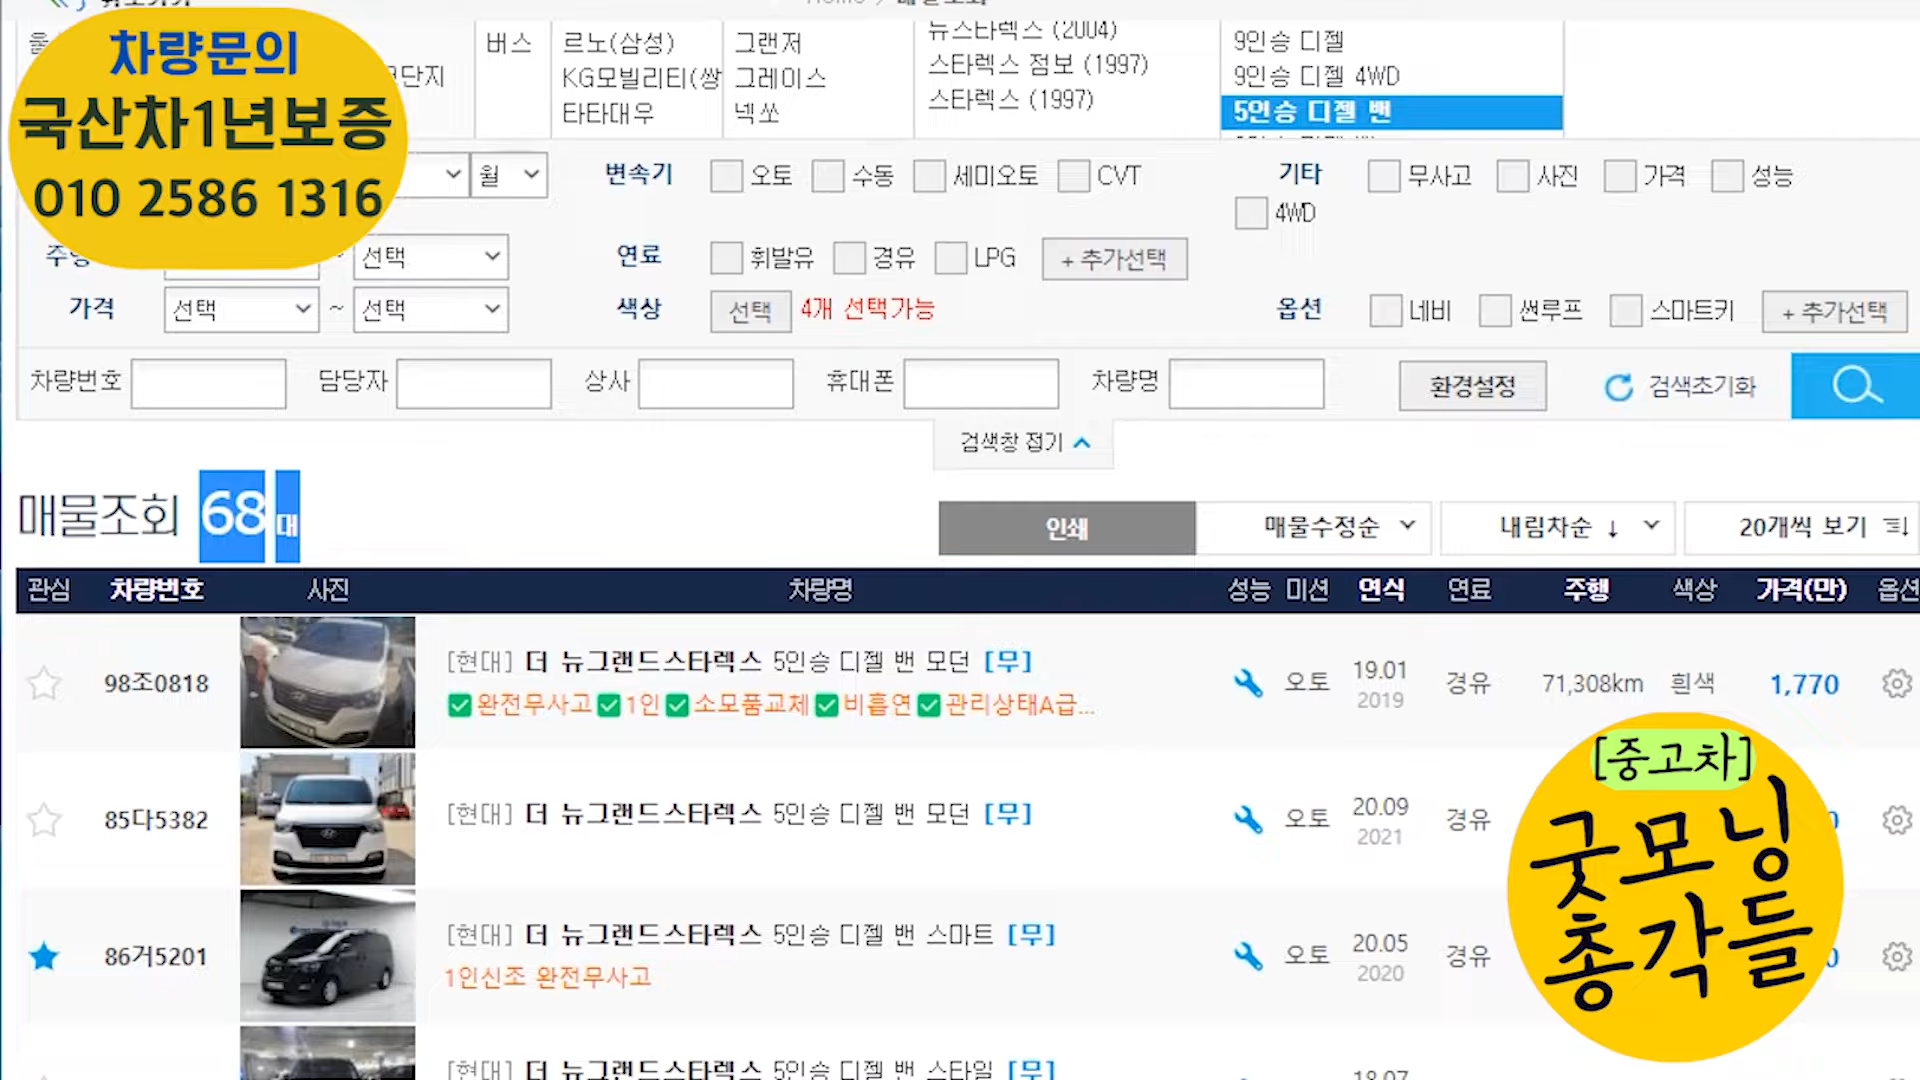 차량문의
국산차1년보증
010 2586 1316
단지
버스
르노(삼성)
KG모빌리티(쌍
타타대우
그랜저
그레이스
넥쏘
뉴스타렉스 (2004)
스타렉스 점보 (1997)
스타렉스 (1997)
9인승 디젤
9인승 디젤 4WD
5인승 디젤 밴
월
변속기 오토 수동 세미오토 CVT
기타 무사고 사진 가격 성능
4WD
~ 선택
연료 휘발유 경유 LPG + 추가선택
가격 선택 ~ 선택
색상 선택 4개 선택가능
옵션 네비 썬루프 스마트키 + 추가선택
차량번호 담당자 상사 휴대폰 차량명 환경설정 검색초기화
검색창 접기
매물조회 68대
인쇄 매물수정순 내림차순 ↓ 20개씩 보기
관심 차량번호 사진 차량명 성능 미션 연식 연료 주행 색상 가격(만) 옵션
98조0818 [현대] 더 뉴그랜드스타렉스 5인승 디젤 밴 모던 [무] 오토 19.01 경유 71,308km 흰색 1,770
2019
✅완전무사고✅1인✅소모품교체✅비흡연✅관리상태A급...
85다5382 [현대] 더 뉴그랜드스타렉스 5인승 디젤 밴 모던 [무] 오토 20.09 경유
2021
86거5201 [현대] 더 뉴그랜드스타렉스 5인승 디젤 밴 스마트 [무] 오토 20.05 경유
2020
1인신조 완전무사고
[현대] 더 뉴그랜드스타렉스 5인승 디젤 밴 스타일 [무] 18.07
[중고차]
굿모닝
총각들